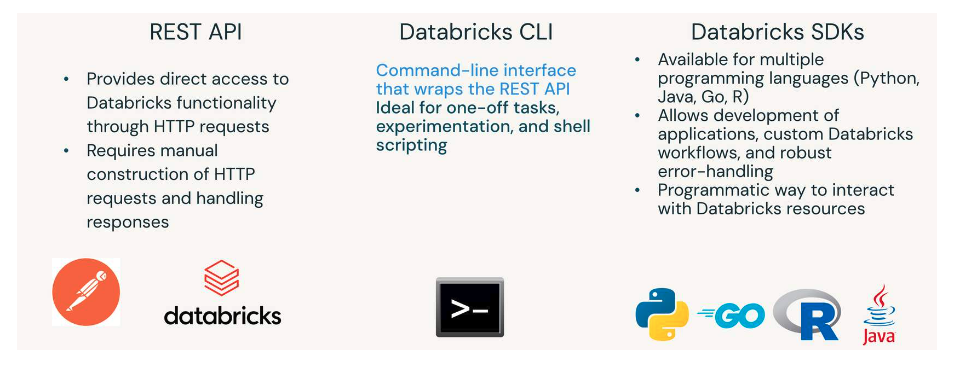 REST API
• Provides direct access to
Databricks functionality
through HTTP requests
• Requires manual
construction of HTTP
requests and handling
responses
databricks
Databricks CLI
Command-line interface
that wraps the REST API
Ideal for one-off tasks,
experimentation, and shell
scripting
>_
Databricks SDKs
• Available for multiple
programming languages (Python,
Java, Go, R)
• Allows development of
applications, custom Databricks
workflows, and robust
error-handling
• Programmatic way to interact
with Databricks resources
GO
R
Java